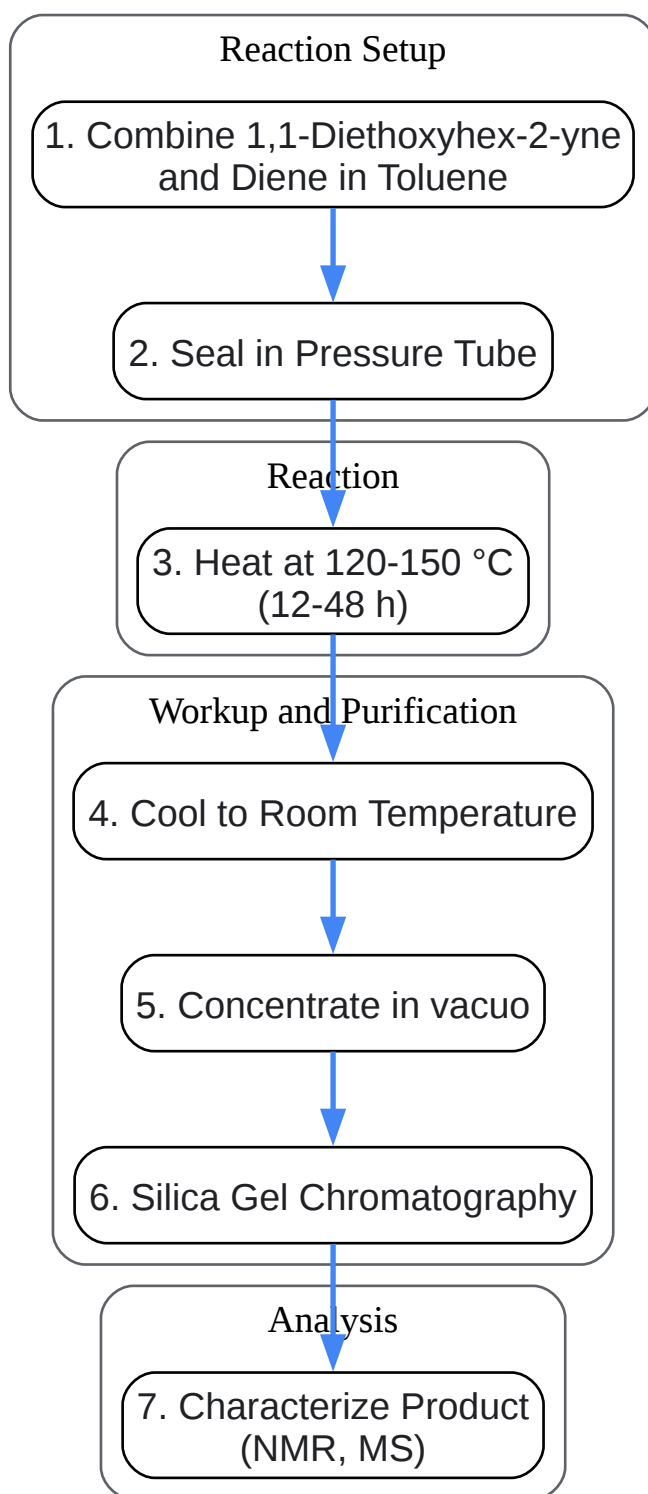 Reaction Setup
1. Combine 1,1-Diethoxyhex-2-yne
and Diene in Toluene
2. Seal in Pressure Tube
Reaction
3. Heat at 120-150 °C
(12-48 h)
Workup and Purification
4. Cool to Room Temperature
5. Concentrate in vacuo
6. Silica Gel Chromatography
Analysis
7. Characterize Product
(NMR, MS)